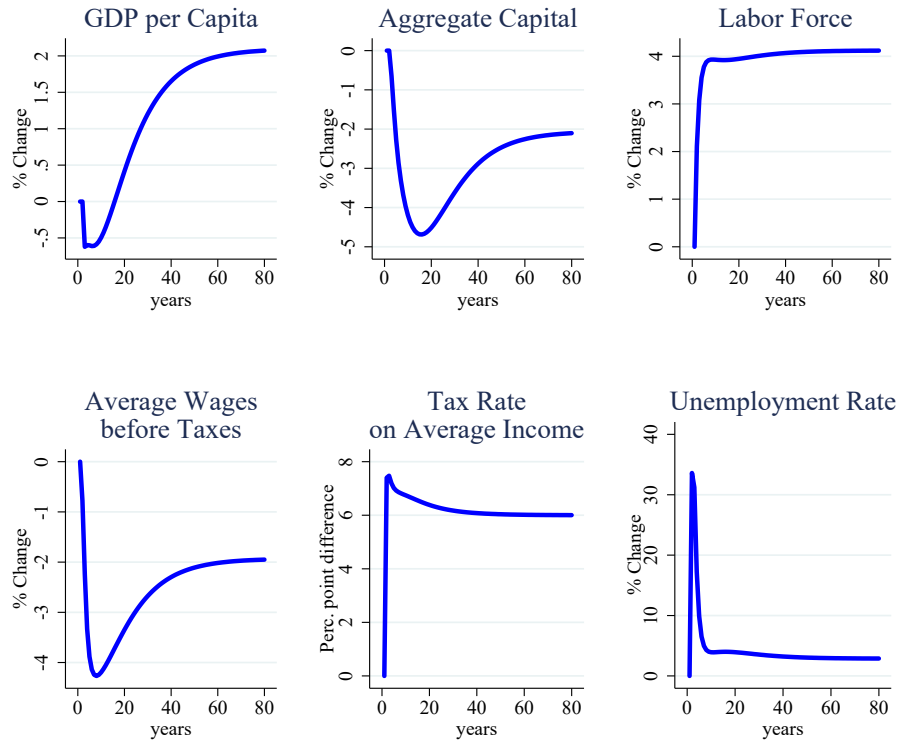 GDP per Capita
% Change
2
1.5
1
.5
0
-.5
0 20 40 60 80
years
Aggregate Capital
% Change
0
-1
-2
-3
-4
-5
0 20 40 60 80
years
Labor Force
% Change
4
3
2
1
0
0 20 40 60 80
years
Average Wages
before Taxes
% Change
0
-1
-2
-3
-4
0 20 40 60 80
years
Tax Rate
on Average Income
Perc. point difference
8
6
4
2
0
0 20 40 60 80
years
Unemployment Rate
% Change
40
30
20
10
0
0 20 40 60 80
years